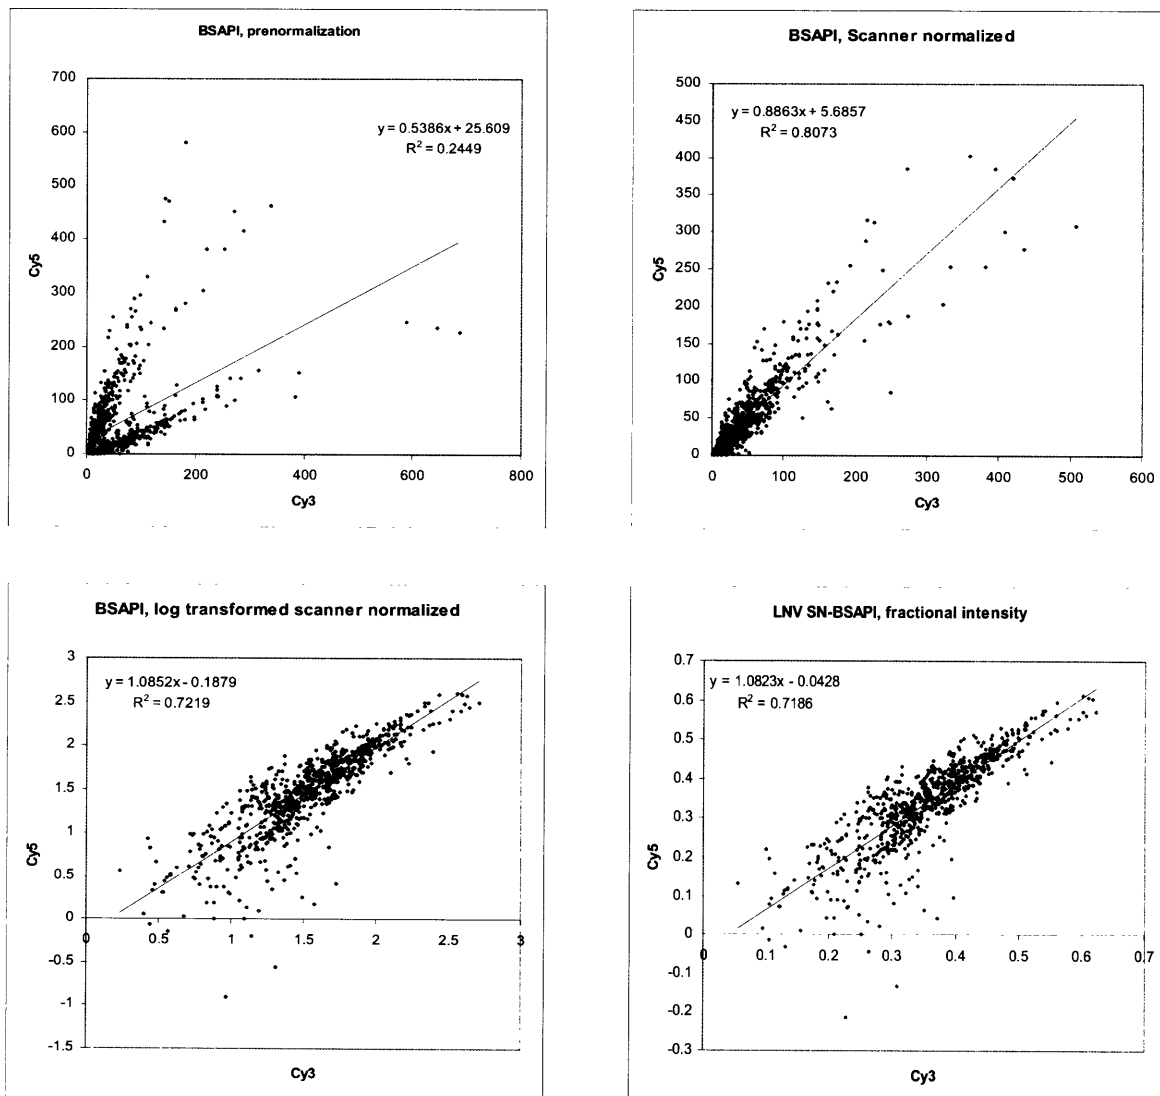 BSAPI, prenormalization
700
600
500
400
300
200
100
0
y = 0.5386x + 25.609
R² = 0.2449
Cy5
0 200 400 600 800
Cy3
BSAPI, Scanner normalized
500
450
400
350
300
250
200
150
100
50
0
y = 0.8863x + 5.6857
R² = 0.8073
Cy5
0 100 200 300 400 500 600
Cy3
BSAPI, log transformed scanner normalized
3
2.5
2
1.5
1
0.5
0
-0.5
-1
-1.5
y = 1.0852x - 0.1879
R² = 0.7219
Cy5
0 0.5 1 1.5 2 2.5 3
Cy3
LNV SN-BSAPI, fractional intensity
0.7
0.6
0.5
0.4
0.3
0.2
0.1
0
-0.1
-0.2
-0.3
y = 1.0823x - 0.0428
R² = 0.7186
Cy5
0 0.1 0.2 0.3 0.4 0.5 0.6 0.7
Cy3